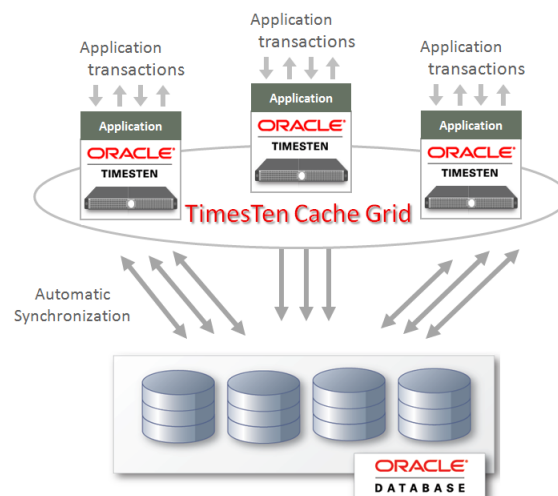 Application
transactions
Application
transactions
Application
transactions
Application
ORACLE®
TIMESTEN
Application
ORACLE®
TIMESTEN
Application
ORACLE®
TIMESTEN
TimesTen Cache Grid
Automatic
Synchronization
ORACLE®
DATABASE